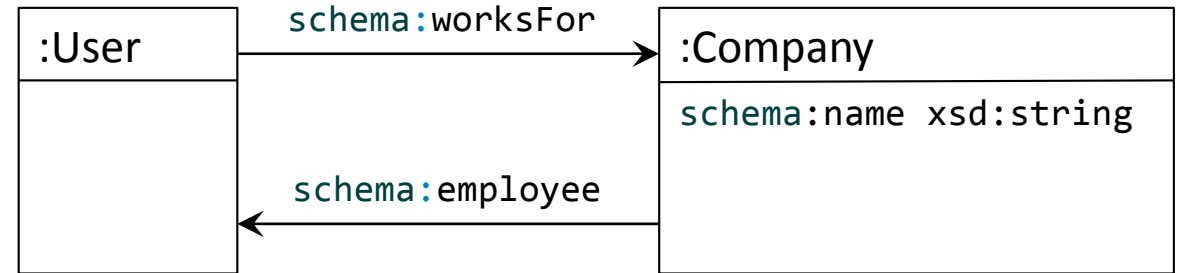 :User
schema:worksFor
:Company
schema:name xsd:string
schema:employee